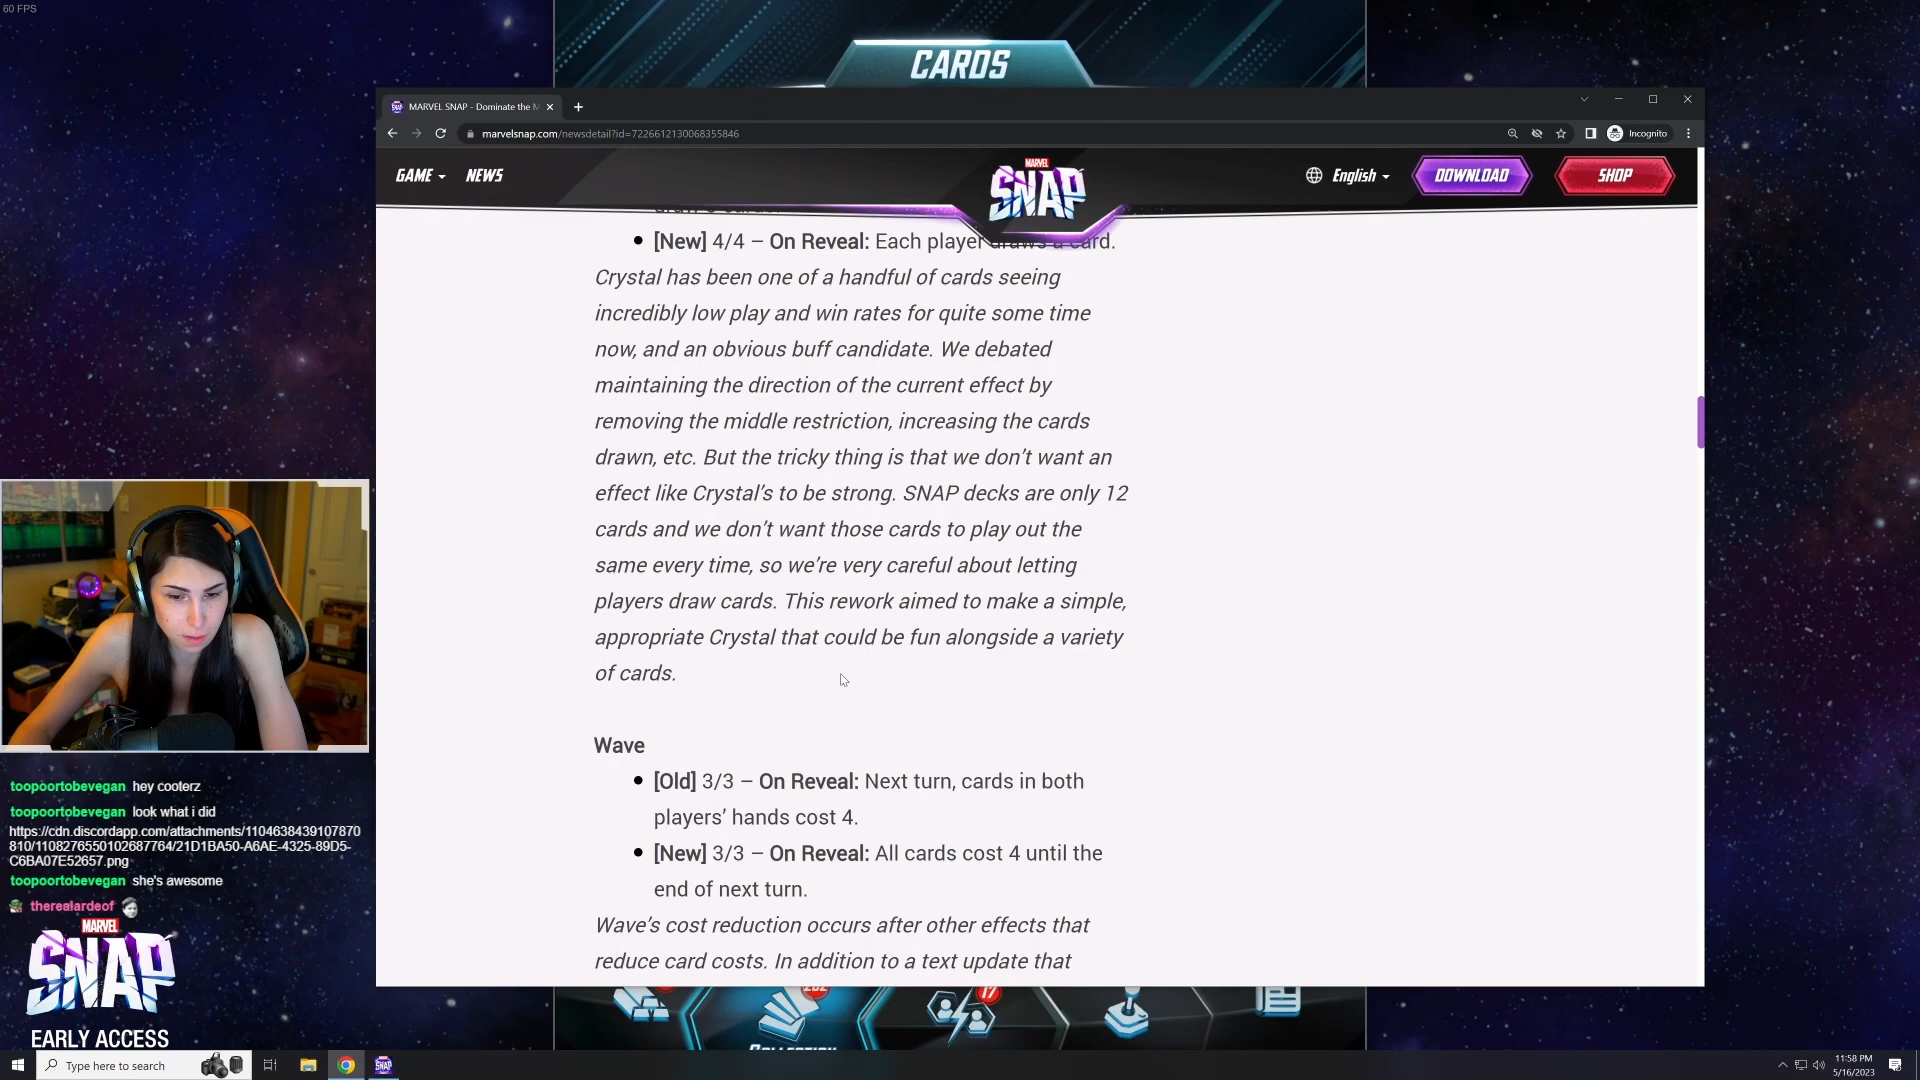 60 FPS
CARDS
MARVEL SNAP - Dominate the M
marvelsnap.com/newsdetail?id=7226612130068355846
Incognito
GAME
NEWS
MARVEL
SNAP
English
DOWNLOAD
SHOP
[New] 4/4 – On Reveal: Each player draws a card.
Crystal has been one of a handful of cards seeing
incredibly low play and win rates for quite some time
now, and an obvious buff candidate. We debated
maintaining the direction of the current effect by
removing the middle restriction, increasing the cards
drawn, etc. But the tricky thing is that we don’t want an
effect like Crystal’s to be strong. SNAP decks are only 12
cards and we don’t want those cards to play out the
same every time, so we’re very careful about letting
players draw cards. This rework aimed to make a simple,
appropriate Crystal that could be fun alongside a variety
of cards.
Wave
[Old] 3/3 – On Reveal: Next turn, cards in both
players’ hands cost 4.
[New] 3/3 – On Reveal: All cards cost 4 until the
end of next turn.
Wave’s cost reduction occurs after other effects that
reduce card costs. In addition to a text update that
toopoortobevegan hey cooterz
toopoortobevegan look what i did
https://cdn.discordapp.com/attachments/1104638439107870
810/1108276550102687764/21D1BA50-A6AE-4325-89D5-
C6BA07E52657.png
toopoortobevegan she's awesome
therealardeof
MARVEL
SNAP
EARLY ACCESS
17
Type here to search
11:58 PM
5/16/2023